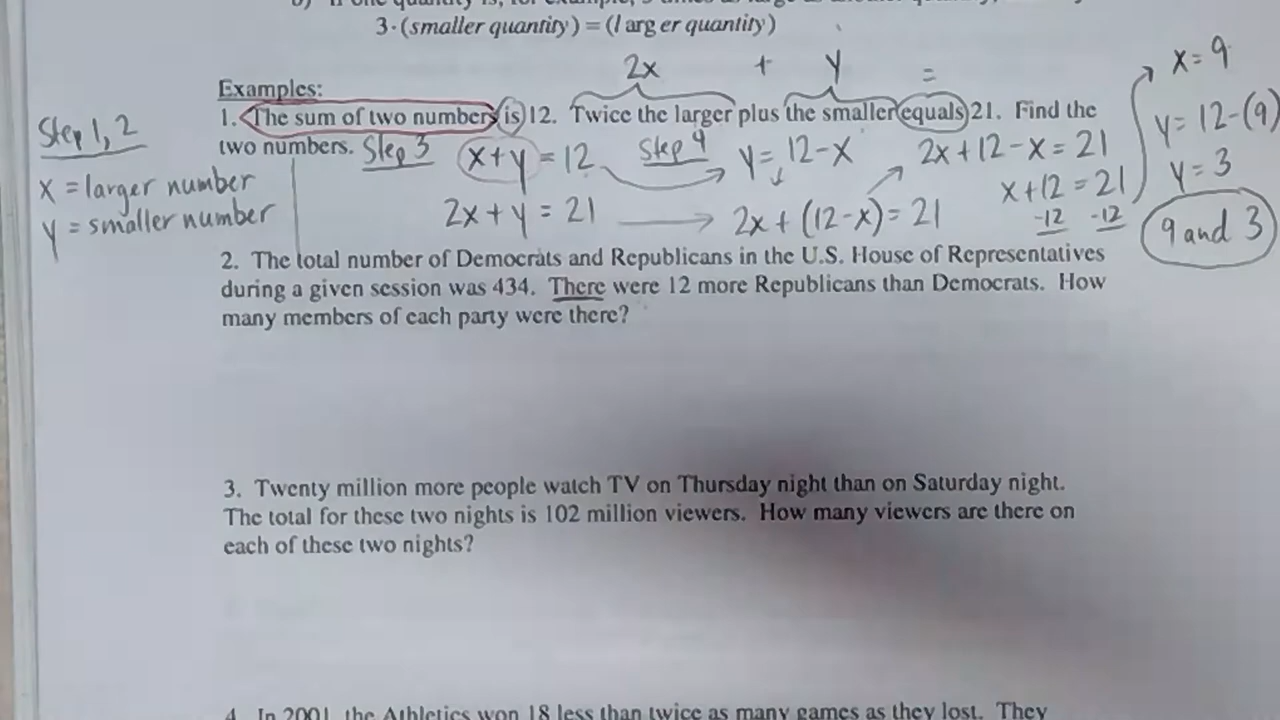 3·(smaller quantity) = (l arg er quantity)
2x + y =
Examples:
1. The sum of two numbers is 12. Twice the larger plus the smaller equals 21. Find the
two numbers.
Step 1, 2
x = larger number
y = smaller number
Step 3
x+y = 12
2x + y = 21
Step 4
y = 12-x
2x + (12-x) = 21
2x + 12 - x = 21
x + 12 = 21
-12 -12
x = 9
y = 12-(9)
y = 3
9 and 3
2. The total number of Democrats and Republicans in the U.S. House of Representatives
during a given session was 434. There were 12 more Republicans than Democrats. How
many members of each party were there?
3. Twenty million more people watch TV on Thursday night than on Saturday night.
The total for these two nights is 102 million viewers. How many viewers are there on
each of these two nights?
4. In 2001, the Athletics won 18 less than twice as many games as they lost. They